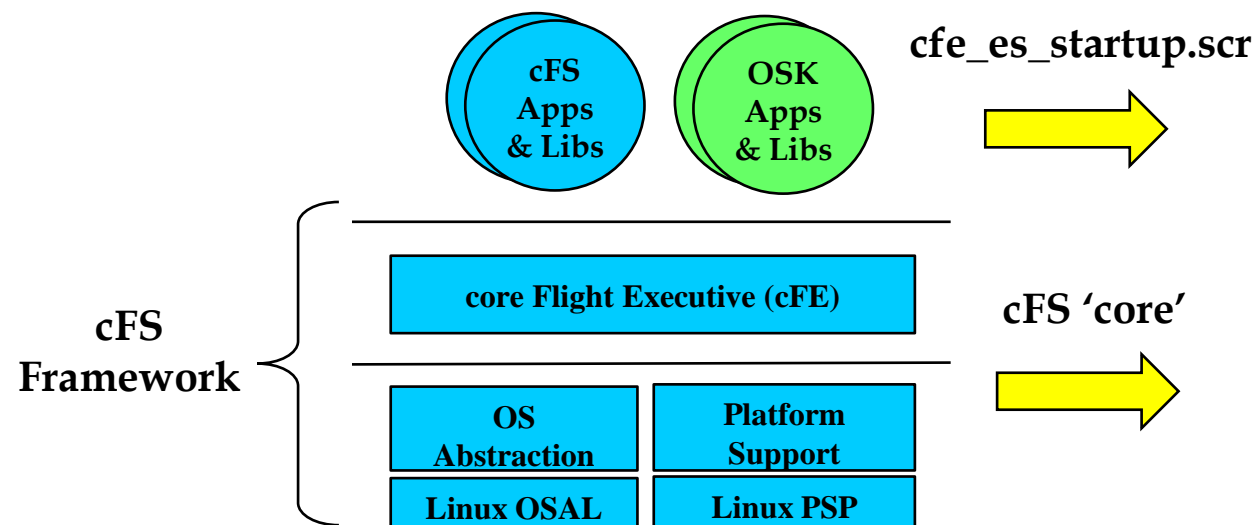 cFS
Apps
& Libs
OSK
Apps
& Libs
cfe_es_startup.scr
core Flight Executive (cFE)
cFS
Framework
cFS ‘core’
OS
Abstraction
Platform
Support
Linux OSAL
Linux PSP